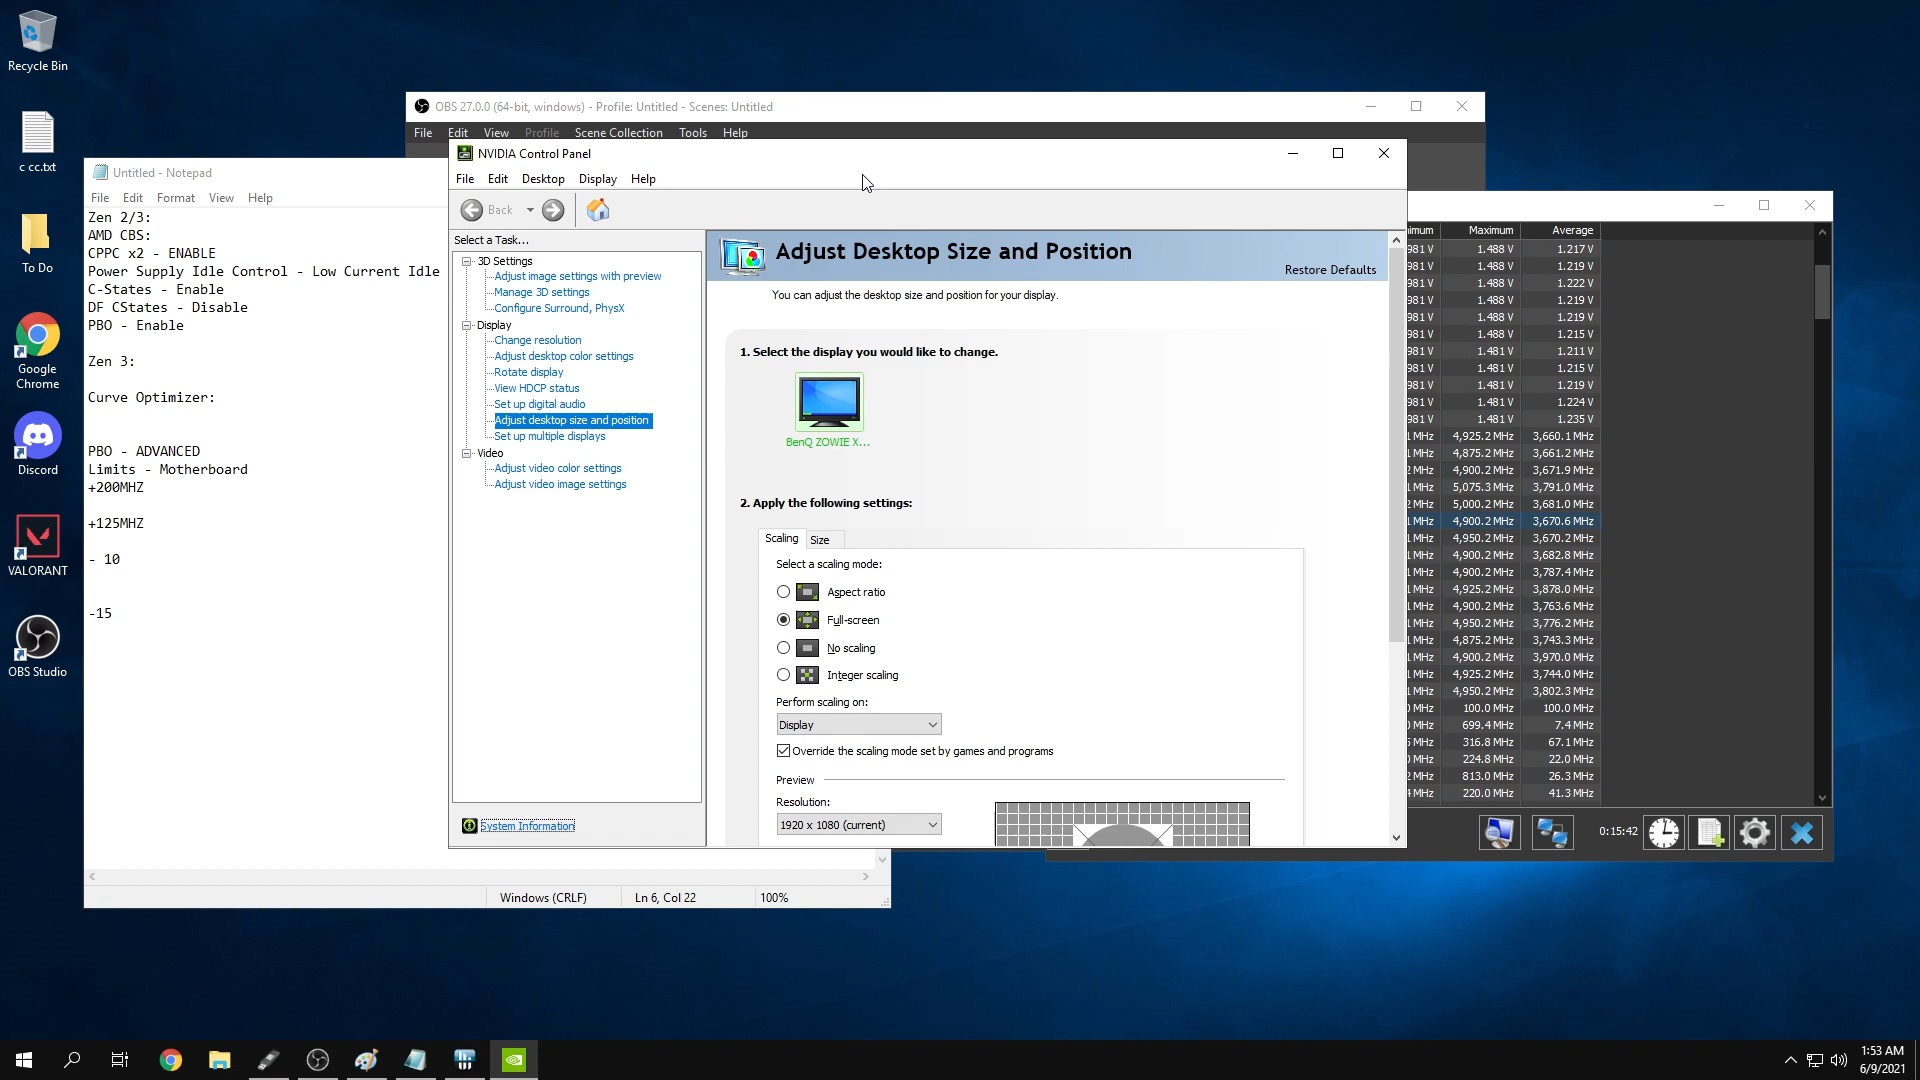 Recycle Bin
c cc.txt
To Do
Google
Chrome
Discord
VALORANT
OBS Studio
OBS 27.0.0 (64-bit, windows) - Profile: Untitled - Scenes: Untitled
File Edit View Profile Scene Collection Tools Help
Untitled - Notepad
File Edit Format View Help
Zen 2/3:
AMD CBS:
CPPC x2 - ENABLE
Power Supply Idle Control - Low Current Idle
C-States - Enable
DF CStates - Disable
PBO - Enable
Zen 3:
Curve Optimizer:
PBO - ADVANCED
Limits - Motherboard
+200MHZ
+125MHZ
- 10
-15
Windows (CRLF) Ln 6, Col 22 100%
NVIDIA Control Panel
File Edit Desktop Display Help
Back
Select a Task...
3D Settings
Adjust image settings with preview
Manage 3D settings
Configure Surround, PhysX
Display
Change resolution
Adjust desktop color settings
Rotate display
View HDCP status
Set up digital audio
Adjust desktop size and position
Set up multiple displays
Video
Adjust video color settings
Adjust video image settings
System Information
Adjust Desktop Size and Position
Restore Defaults
You can adjust the desktop size and position for your display.
1. Select the display you would like to change.
BenQ ZOWIE X...
2. Apply the following settings:
Scaling Size
Select a scaling mode:
Aspect ratio
Full-screen
No scaling
Integer scaling
Perform scaling on:
Display
Override the scaling mode set by games and programs
Preview
Resolution:
1920 x 1080 (current)
Maximum Average
981 V 1.488 V 1.217 V
981 V 1.488 V 1.219 V
981 V 1.488 V 1.222 V
981 V 1.488 V 1.219 V
981 V 1.488 V 1.219 V
981 V 1.488 V 1.215 V
981 V 1.481 V 1.211 V
981 V 1.481 V 1.215 V
981 V 1.481 V 1.219 V
981 V 1.481 V 1.224 V
981 V 1.481 V 1.235 V
MHz 4,925.2 MHz 3,660.1 MHz
MHz 4,875.2 MHz 3,661.2 MHz
MHz 4,900.2 MHz 3,671.9 MHz
MHz 5,075.3 MHz 3,791.0 MHz
MHz 5,000.2 MHz 3,681.0 MHz
MHz 4,900.2 MHz 3,670.6 MHz
MHz 4,950.2 MHz 3,670.2 MHz
MHz 4,900.2 MHz 3,682.8 MHz
MHz 4,900.2 MHz 3,787.4 MHz
MHz 4,925.2 MHz 3,878.0 MHz
MHz 4,900.2 MHz 3,763.6 MHz
MHz 4,950.2 MHz 3,776.2 MHz
MHz 4,875.2 MHz 3,743.3 MHz
MHz 4,900.2 MHz 3,970.0 MHz
MHz 4,925.2 MHz 3,744.0 MHz
MHz 4,950.2 MHz 3,802.3 MHz
MHz 100.0 MHz 100.0 MHz
MHz 699.4 MHz 7.4 MHz
MHz 316.8 MHz 67.1 MHz
MHz 224.8 MHz 22.0 MHz
MHz 813.0 MHz 26.3 MHz
MHz 220.0 MHz 41.3 MHz
0:15:42
1:53 AM
6/9/2021